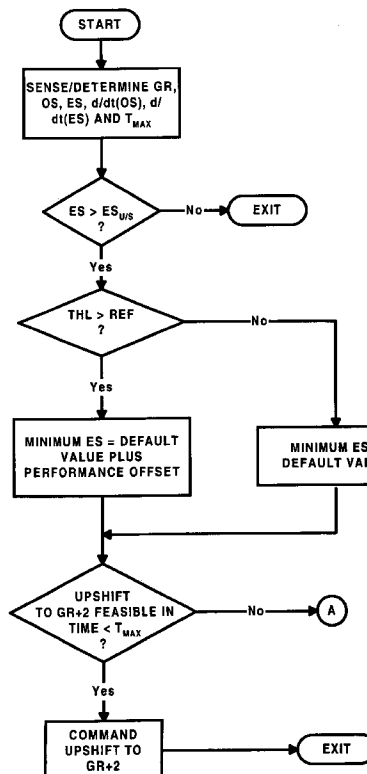 START
SENSE/DETERMINE GR,
OS, ES, d/dt(OS), d/
dt(ES) AND TMAX
ES > ESU/S
?
No
EXIT
Yes
THL > REF
?
No
Yes
MINIMUM ES = DEFAULT
VALUE PLUS
PERFORMANCE OFFSET
MINIMUM ES
DEFAULT
UPSHIFT
TO GR+2 FEASIBLE IN
TIME < TMAX
?
No
A
Yes
COMMAND
UPSHIFT TO
GR+2
EXIT